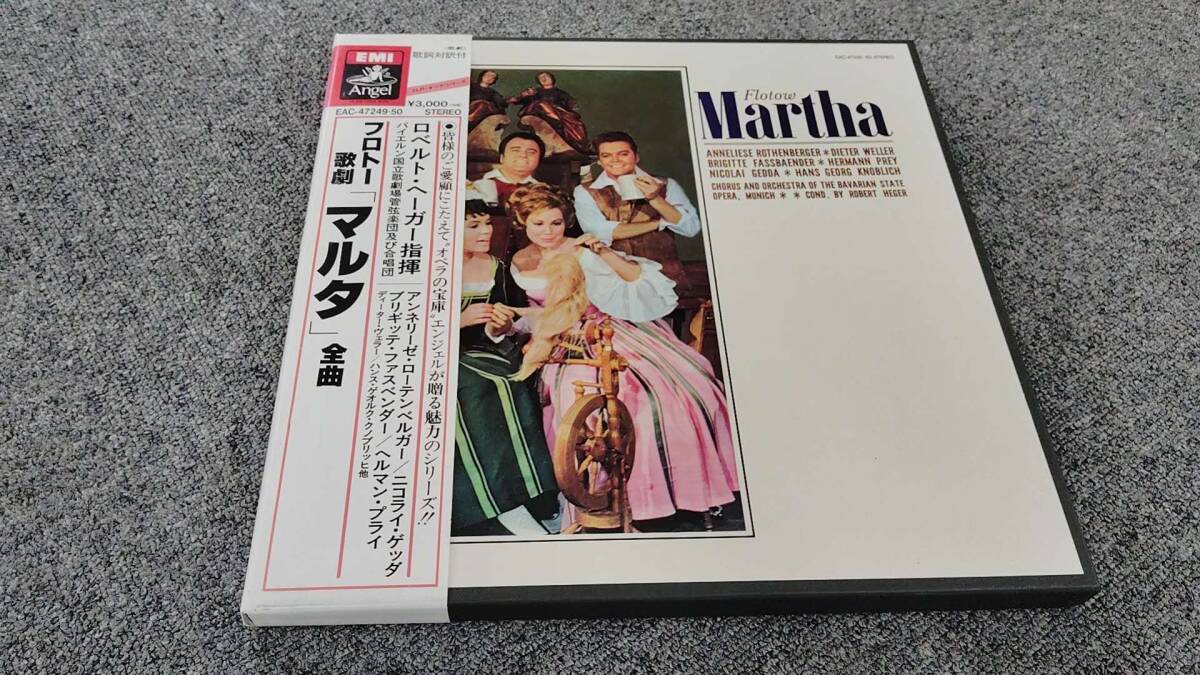 EMI
Angel
歌詞対訳付
¥3,000
EAC-47249·50 STEREO
フロトー
歌劇「マルタ」全曲
ロベルト・ヘーガー指揮
バイエルン国立歌劇場管弦楽団及び合唱団
アンネリーゼ・ローテンベルガー/ニコライ・ゲッダ
ブリギッテ・ファスベンダー/ヘルマン・プライ
ディーター・ヴェラー/ハンス・ゲオルク・クノブリッヒ他
●皆様のご愛顧にこたえて"オペラの宝庫"エンジェルが贈る魅力のシリーズ!!
Flotow
Martha
ANNELIESE ROTHENBERGER * DIETER WELLER
BRIGITTE FASSBAENDER * HERMANN PREY
NICOLAI GEDDA * HANS GEORG KNOBLICH
CHORUS AND ORCHESTRA OF THE BAVARIAN STATE
OPERA, MUNICH * * COND. BY ROBERT HEGER